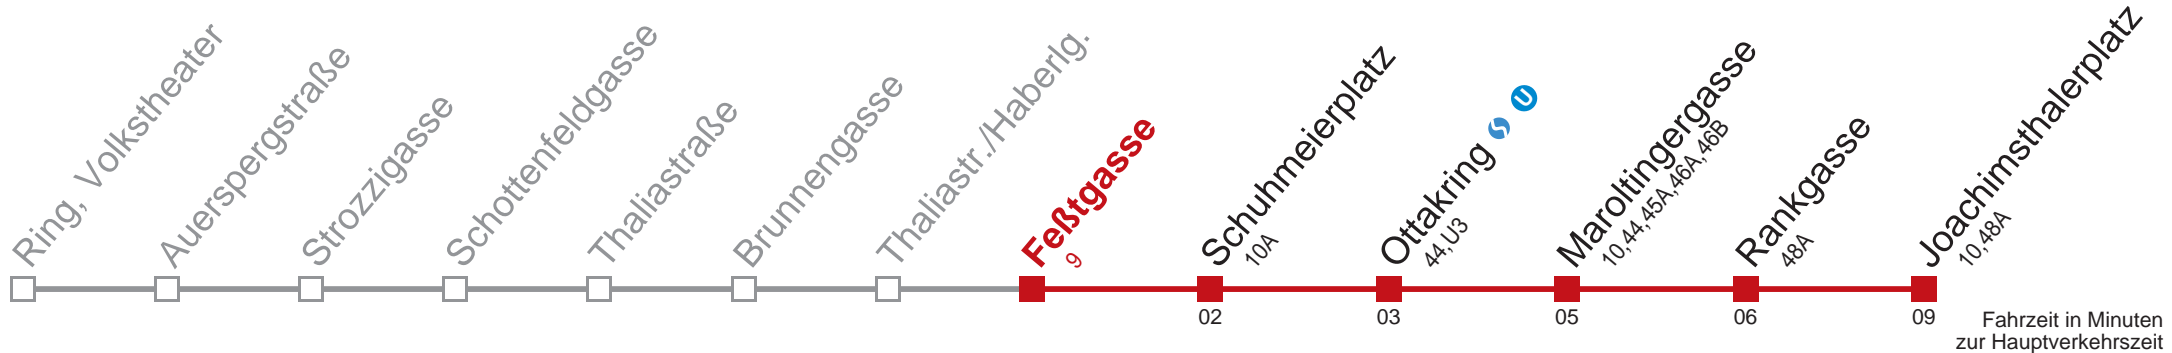 Ring, Volkstheater
Auerspergstraße
Strozzigasse
Schottenfeldgasse
Thaliastraße
Brunnengasse
Thaliastr./Haberlg.
Feßtgasse
9
Schuhmeierplatz
10A
Ottakring S U
44,U3
Maroltingergasse
10,44,45A,46A,46B
Rankgasse
48A
Joachimsthalerplatz
10,48A
02
03
05
06
09
Fahrzeit in Minuten
zur Hauptverkehrszeit